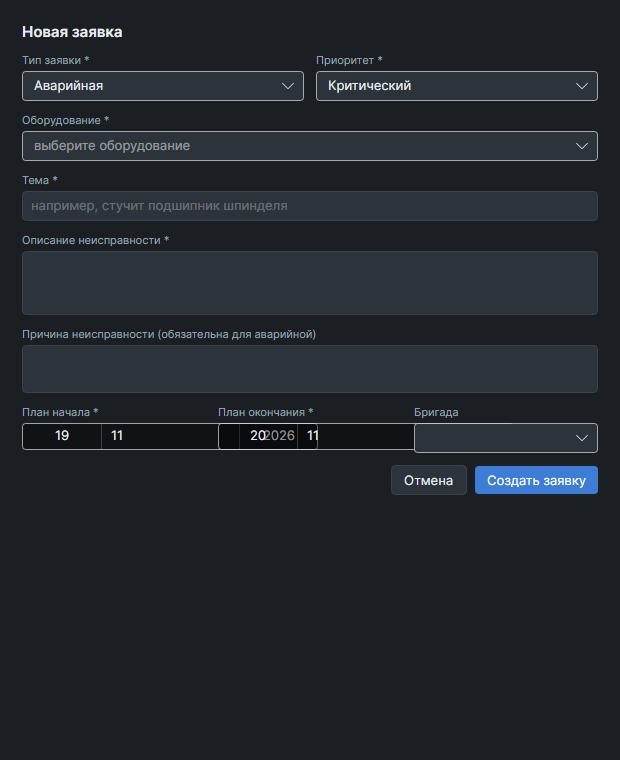 Новая заявка
Тип заявки * Приоритет *
Аварийная Критический
Оборудование *
выберите оборудование
Тема *
например, стучит подшипник шпинделя
Описание неисправности *
Причина неисправности (обязательна для аварийной)
План начала * План окончания * Бригада
19 11 20 2026 11
Отмена Создать заявку